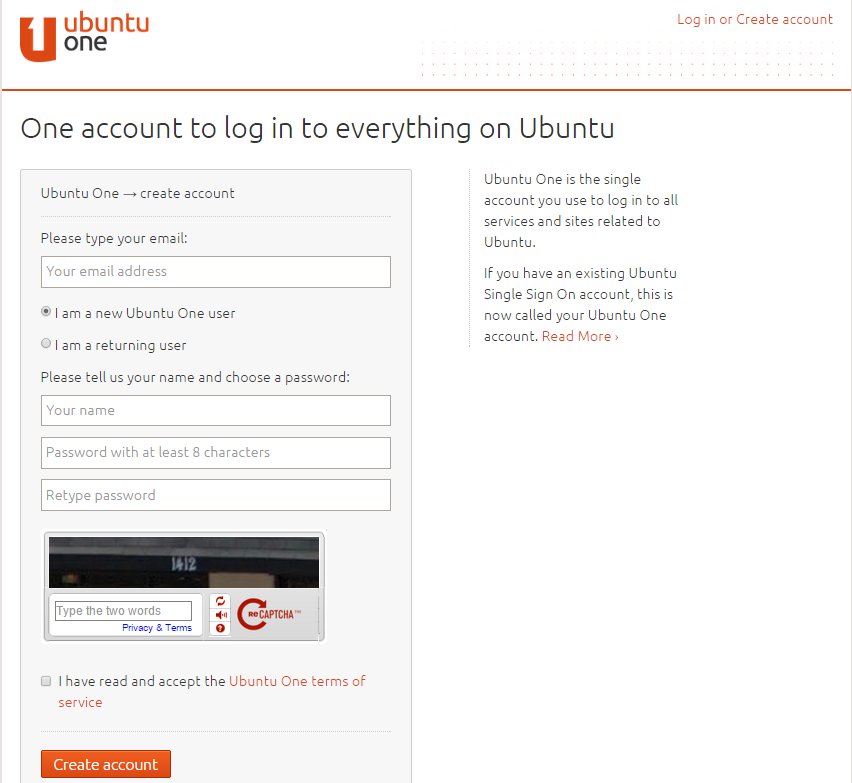 ubuntu
one
Log in or Create account
One account to log in to everything on Ubuntu
Ubuntu One → create account
Please type your email:
Your email address
I am a new Ubuntu One user
I am a returning user
Please tell us your name and choose a password:
Your name
Password with at least 8 characters
Retype password
1412
Type the two words
Privacy & Terms
reCAPTCHA™
I have read and accept the Ubuntu One terms of
service
Create account
Ubuntu One is the single
account you use to log in to all
services and sites related to
Ubuntu.
If you have an existing Ubuntu
Single Sign On account, this is
now called your Ubuntu One
account. Read More ›